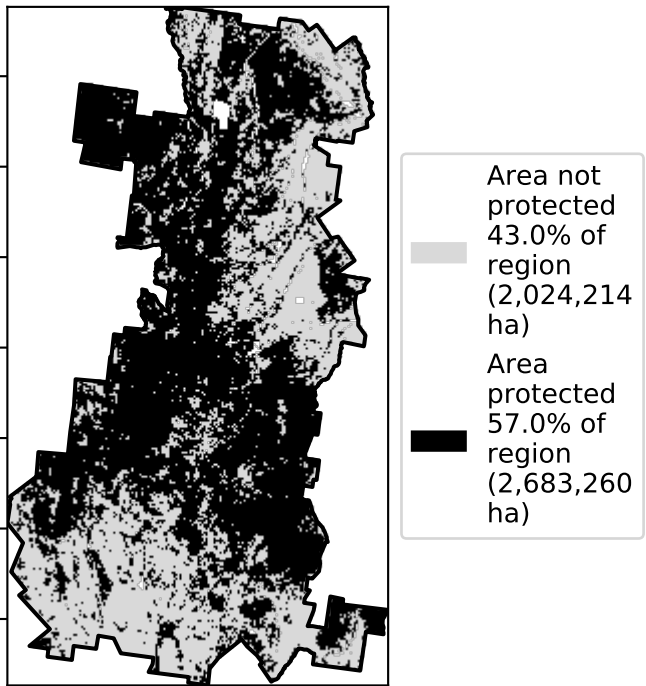 Area not
protected
43.0% of
region
(2,024,214
ha)
Area
protected
57.0% of
region
(2,683,260
ha)